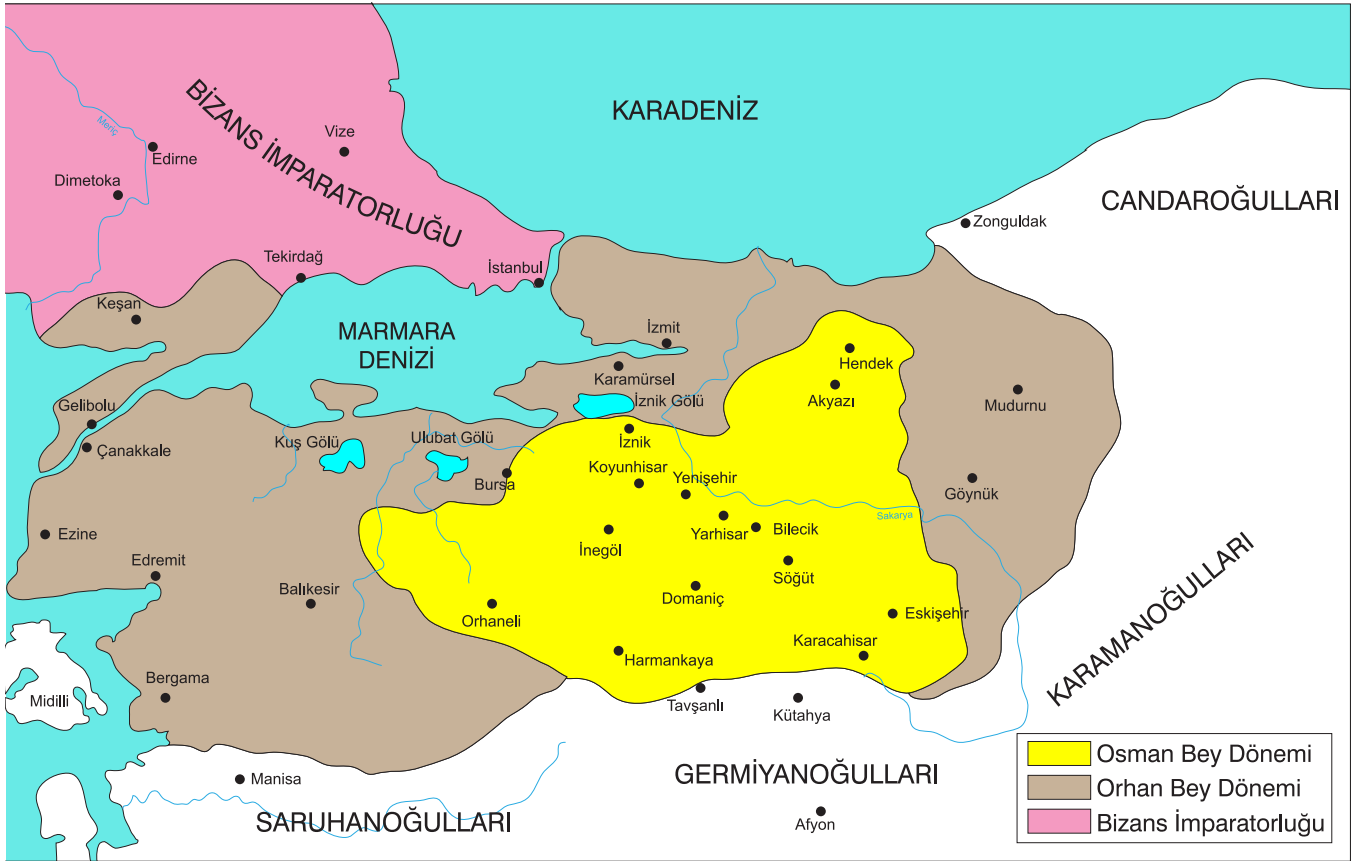 BİZANS İMPARATORLUĞU
KARADENİZ
CANDAROĞULLARI
Meriç
Edirne
Vize
Dimetoka
Zonguldak
Tekirdağ
İstanbul
Keşan
MARMARA
DENİZİ
İzmit
Hendek
Karamürsel
İznik Gölü
Akyazı
Mudurnu
Gelibolu
Çanakkale
Kuş Gölü
Ulubat Gölü
İznik
Bursa
Koyunhisar
Yenişehir
Göynük
Sakarya
Ezine
İnegöl
Yarhisar
Bilecik
Edremit
Balıkesir
Söğüt
Domaniç
Orhaneli
Eskişehir
Karacahisar
Harmankaya
KARAMANOĞULLARI
Bergama
Midilli
Tavşanlı
Kütahya
Manisa
GERMİYANOĞULLARI
SARUHANOĞULLARI
Afyon
Osman Bey Dönemi
Orhan Bey Dönemi
Bizans İmparatorluğu